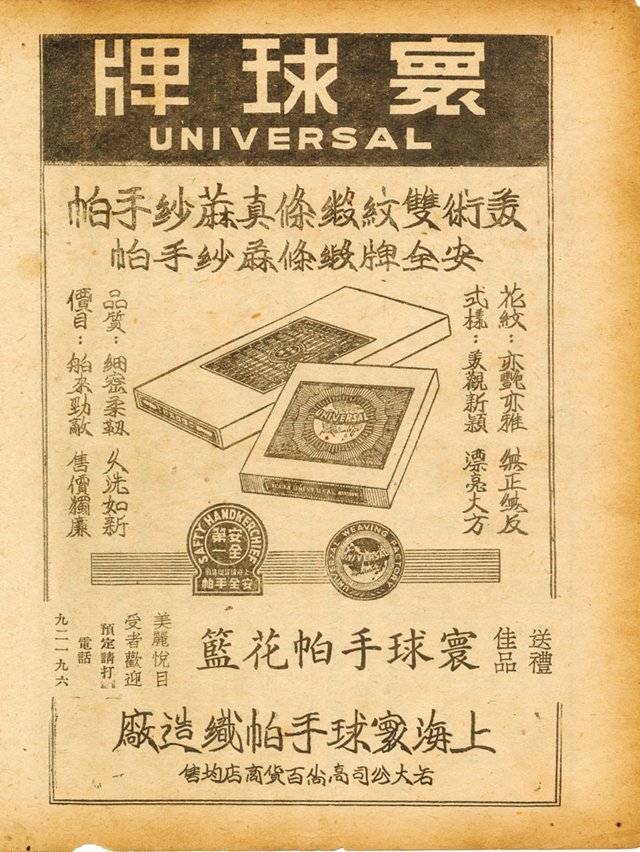 寰球牌
UNIVERSAL
美術雙紋緞條真蔴紗手帕
安全牌緞條蔴紗手帕
花紋：亦艷亦雅 無正無反
式樣：美觀新穎 漂亮大方
品質：細密柔韌 久洗如新
價目：舶來勁敵 售價獨廉
UNIVERSAL
UNIVERSAL
SAFTY HANDKERCHIEF
安全
第一
安全手帕
UNIVERSAL WEAVING FACTORY
UNIVERSAL
送禮
佳品
寰球手帕花籃
美麗悅目
受者歡迎
預定請打
電話
九二一九六
上海寰球手帕織造廠
各大公司高尚百貨商店均售